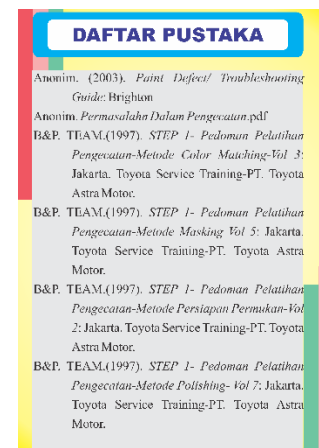 DAFTAR PUSTAKA
Anonim. (2003). Paint Defect/ Troubleshooting
Guide: Brighton
Anonim. Permasalahn Dalam Pengecatan.pdf
B&P. TEAM.(1997). STEP 1- Pedoman Pelatihan
Pengecatan-Metode Color Matching-Vol 3:
Jakarta. Toyota Service Training-PT. Toyota
Astra Motor.
B&P. TEAM.(1997). STEP 1- Pedoman Pelatihan
Pengecatan-Metode Masking Vol 5: Jakarta.
Toyota Service Training-PT. Toyota Astra
Motor.
B&P. TEAM.(1997). STEP 1- Pedoman Pelatihan
Pengecatan-Metode Persiapan Permukan-Vol
2: Jakarta. Toyota Service Training-PT. Toyota
Astra Motor.
B&P. TEAM.(1997). STEP 1- Pedoman Pelatihan
Pengecatan-Metode Polishing- Vol 7: Jakarta.
Toyota Service Training-PT. Toyota Astra
Motor.